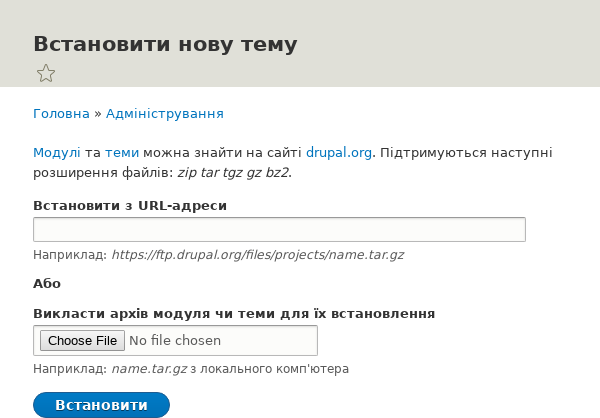 Встановити нову тему
Головна » Адміністрування
Модулі та теми можна знайти на сайті drupal.org. Підтримуються наступні
розширення файлів: zip tar tgz gz bz2.
Встановити з URL-адреси
Наприклад: https://ftp.drupal.org/files/projects/name.tar.gz
Або
Викласти архів модуля чи теми для їх встановлення
Choose File No file chosen
Наприклад: name.tar.gz з локального комп'ютера
Встановити